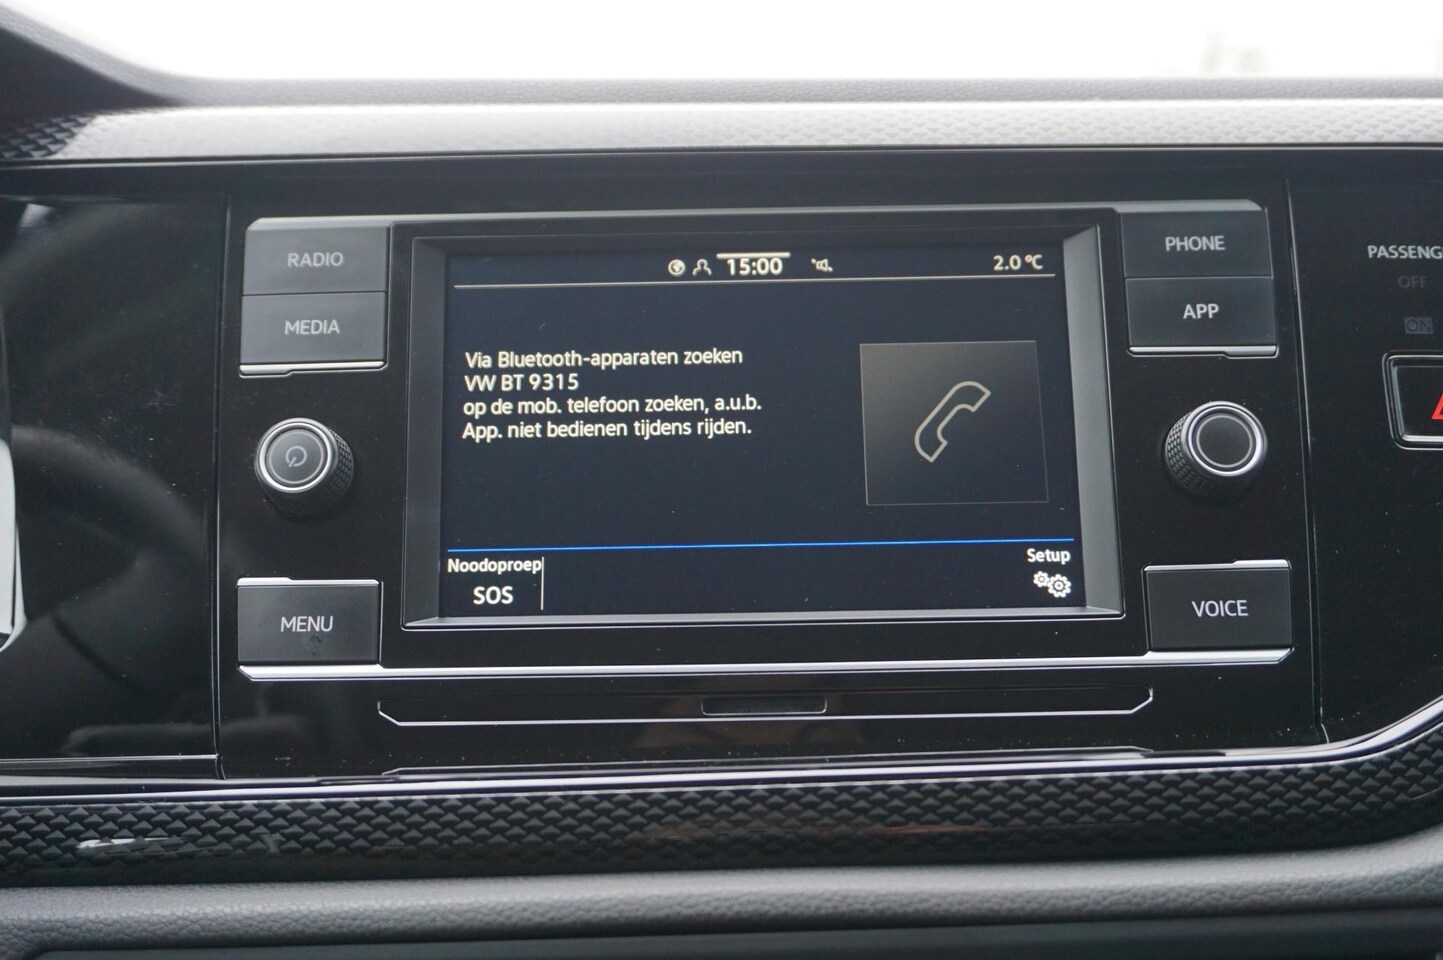 RADIO
MEDIA
MENU
15:00
2.0 °C
Via Bluetooth-apparaten zoeken
VW BT 9315
op de mob. telefoon zoeken, a.u.b.
App. niet bedienen tijdens rijden.
Noodoproep
SOS
Setup
PHONE
APP
VOICE
PASSENG
OFF
ON